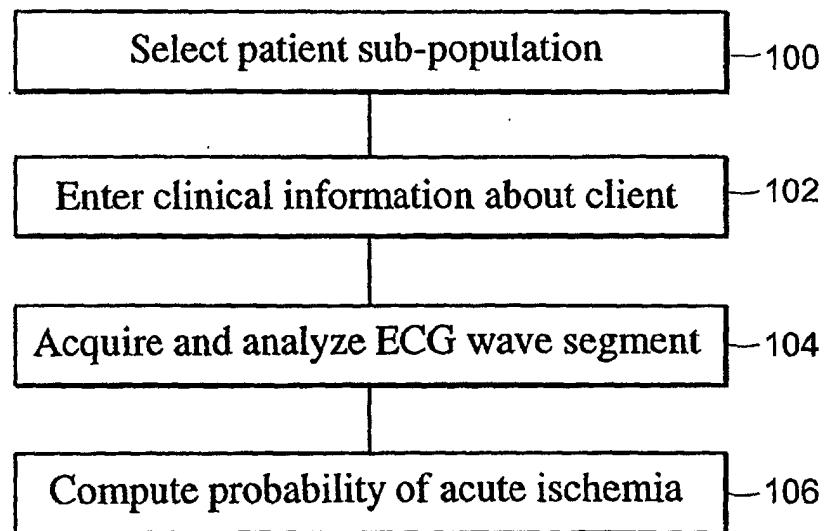 Select patient sub-population 100
Enter clinical information about client 102
Acquire and analyze ECG wave segment 104
Compute probability of acute ischemia 106